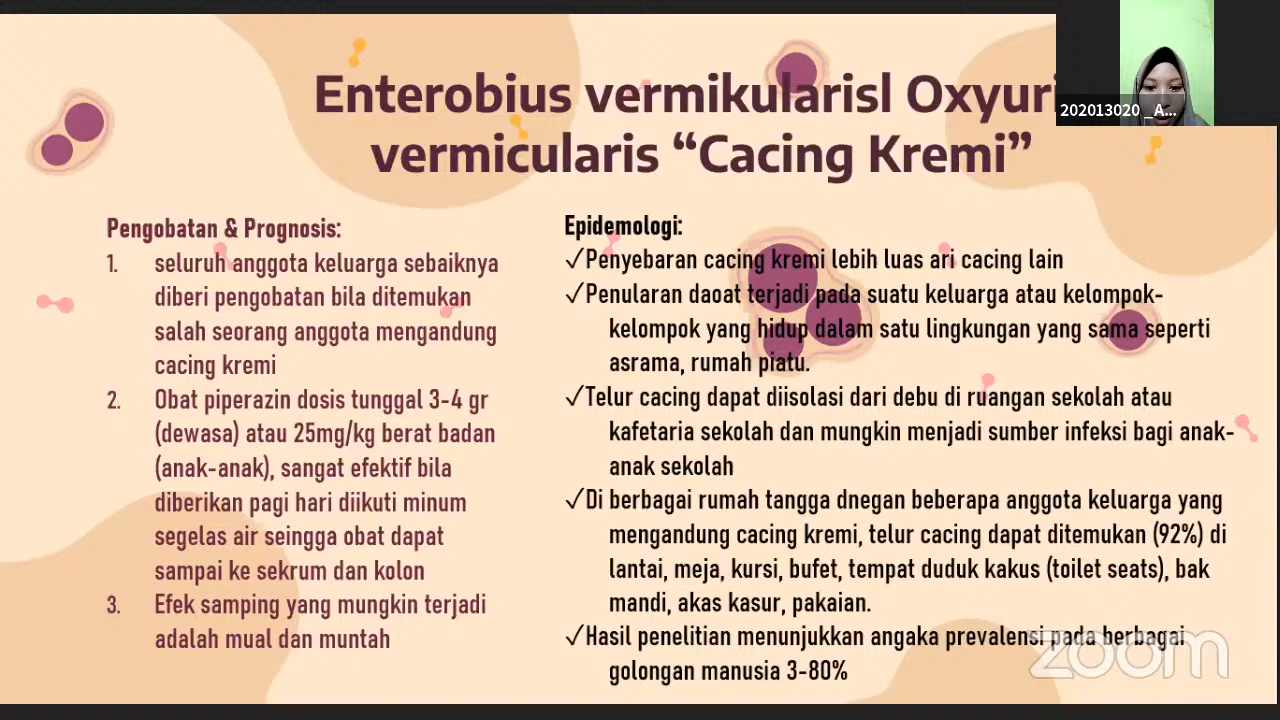 Enterobius vermikularisl Oxyuri
vermicularis “Cacing Kremi”
202013020 _A...
Pengobatan & Prognosis:
1. seluruh anggota keluarga sebaiknya
diberi pengobatan bila ditemukan
salah seorang anggota mengandung
cacing kremi
2. Obat piperazin dosis tunggal 3-4 gr
(dewasa) atau 25mg/kg berat badan
(anak-anak), sangat efektif bila
diberikan pagi hari diikuti minum
segelas air seingga obat dapat
sampai ke sekrum dan kolon
3. Efek samping yang mungkin terjadi
adalah mual dan muntah
Epidemologi:
✓Penyebaran cacing kremi lebih luas ari cacing lain
✓Penularan daoat terjadi pada suatu keluarga atau kelompok-
kelompok yang hidup dalam satu lingkungan yang sama seperti
asrama, rumah piatu.
✓Telur cacing dapat diisolasi dari debu di ruangan sekolah atau
kafetaria sekolah dan mungkin menjadi sumber infeksi bagi anak-
anak sekolah
✓Di berbagai rumah tangga dnegan beberapa anggota keluarga yang
mengandung cacing kremi, telur cacing dapat ditemukan (92%) di
lantai, meja, kursi, bufet, tempat duduk kakus (toilet seats), bak
mandi, akas kasur, pakaian.
✓Hasil penelitian menunjukkan angaka prevalensi pada berbagai
golongan manusia 3-80%
zoom